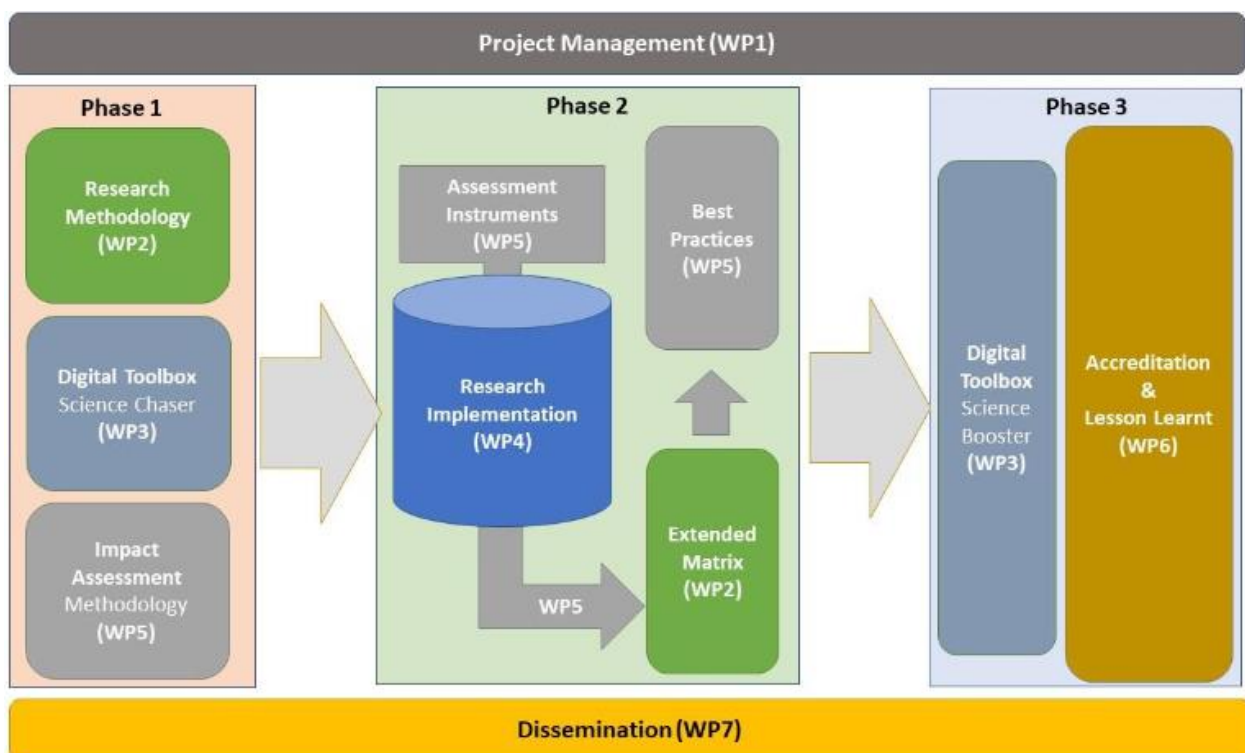 Project Management (WP1)
Phase 1
Research
Methodology
(WP2)
Digital Toolbox
Science Chaser
(WP3)
Impact
Assessment
Methodology
(WP5)
Phase 2
Assessment
Instruments
(WP5)
Research
Implementation
(WP4)
WP5
Extended
Matrix
(WP2)
Best
Practices
(WP5)
Phase 3
Digital
Toolbox
Science
Booster
(WP3)
Accreditation
&
Lesson Learnt
(WP6)
Dissemination (WP7)